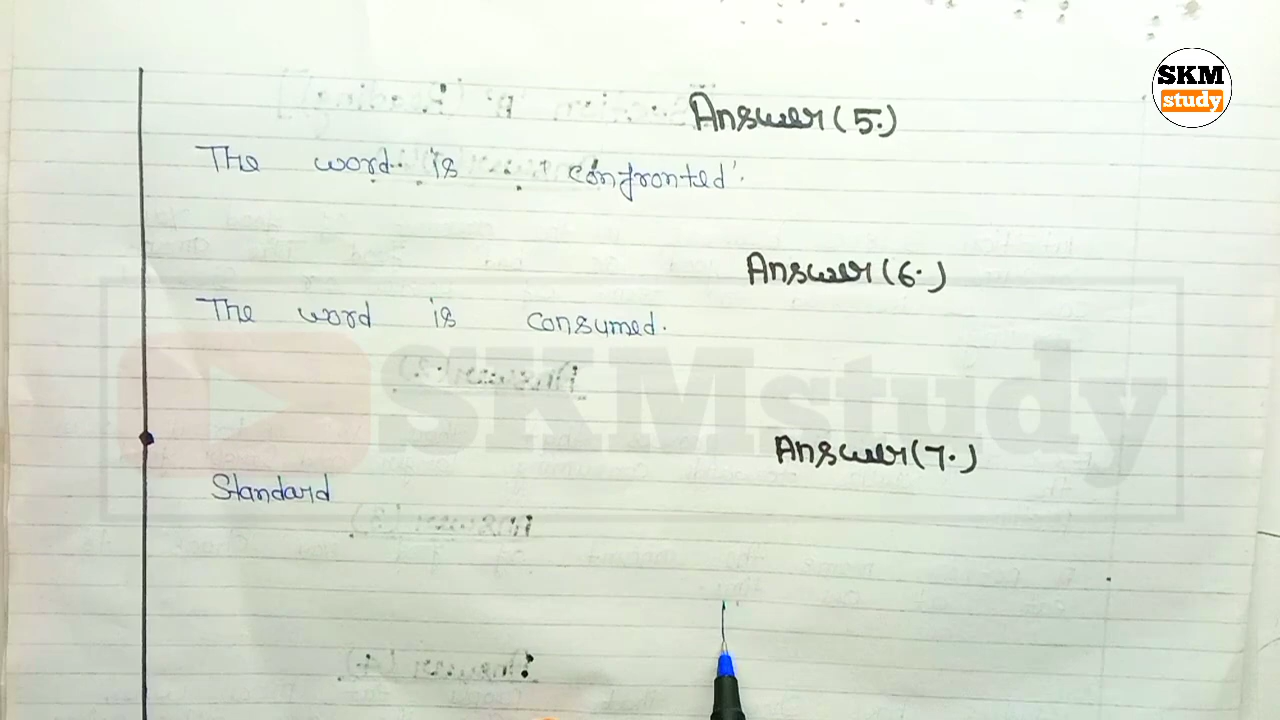 SKM
study
Answer (5.)
The word is 'confronted'.
Answer (6.)
The word is consumed.
SKMstudy
Answer (7.)
Standard